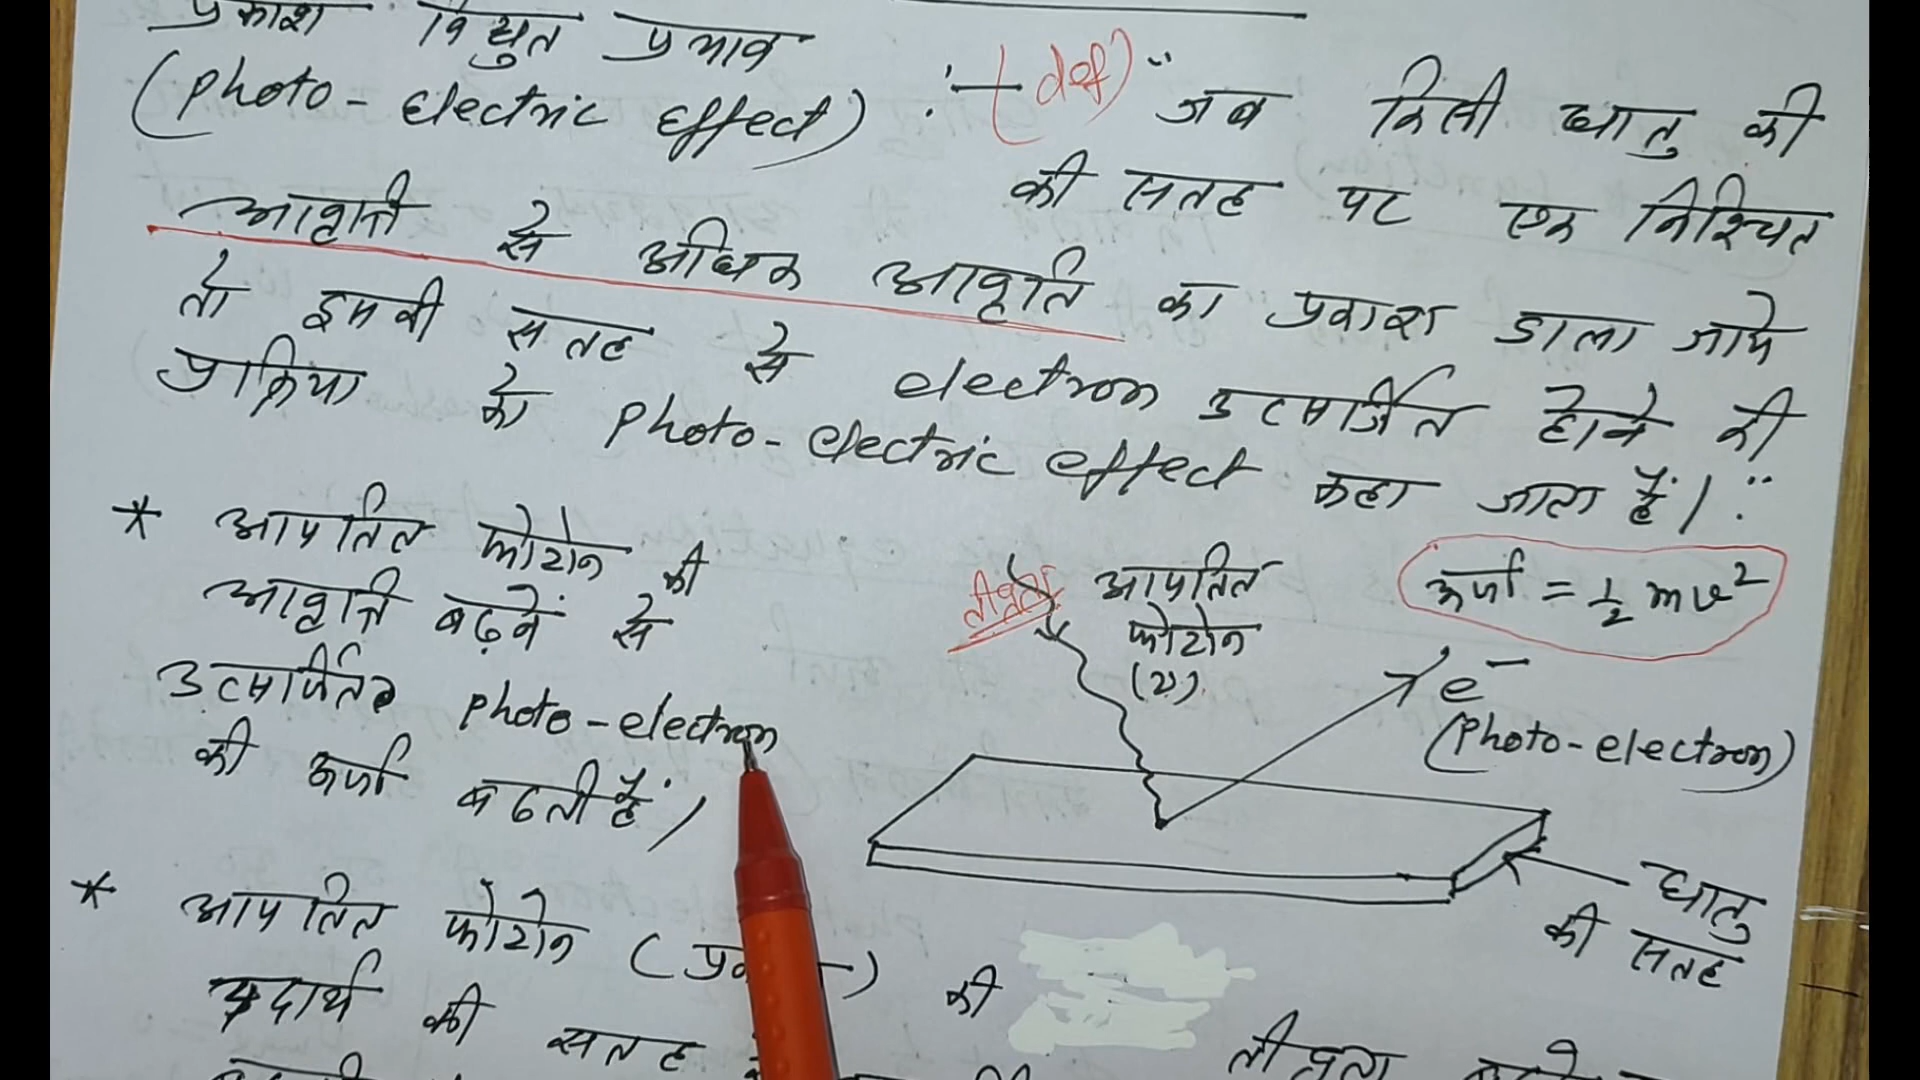 प्रकाश विद्युत प्रभाव
(Photo-Electric Effect) :- (def) " जब किसी धातु की
की सतह पर एक निश्चित
आवृत्ति से अधिक आवृत्ति का प्रकाश डाला जाये
तो इसकी सतह से electron उत्सर्जित होने की
प्रक्रिया को Photo-electric effect कहा जाता है। "
* आपतित फोटोन की
आवृत्ति बढ़ने से
उत्सर्जित photo-electron
की ऊर्जा बढती है।
तीव्रता
आपतित
फोटोन
(ν)
ऊर्जा = 1/2 mv²
e⁻
(Photo-electron)
धातु
की सतह
* आपतित फोटोन ( ) की
पदार्थ की सतह
तीव्रता